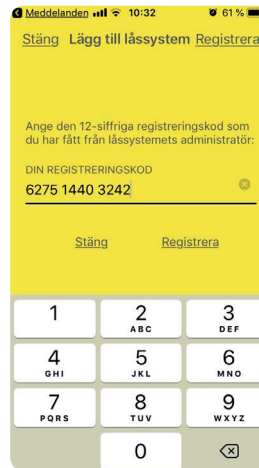 Meddelanden 10:32 61 %
Stäng Lägg till låssystem Registrera
Ange den 12-siffriga registreringskod som
du har fått från låssystemets administratör:
DIN REGISTRERINGSKOD
6275 1440 3242
Stäng Registrera
1 2 3
ABC DEF
4 5 6
GHI JKL MNO
7 8 9
PQRS TUV WXYZ
0